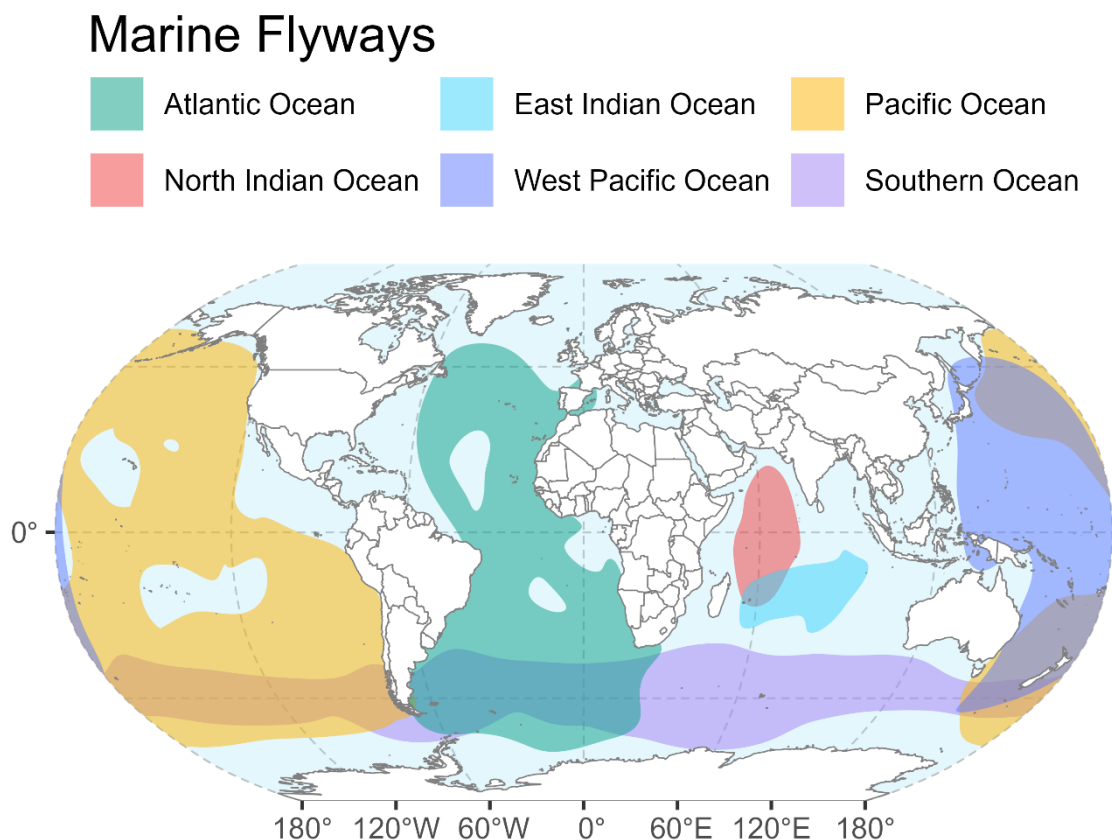 Marine Flyways
Atlantic Ocean East Indian Ocean Pacific Ocean
North Indian Ocean West Pacific Ocean Southern Ocean
0°
180° 120°W 60°W 0° 60°E 120°E 180°